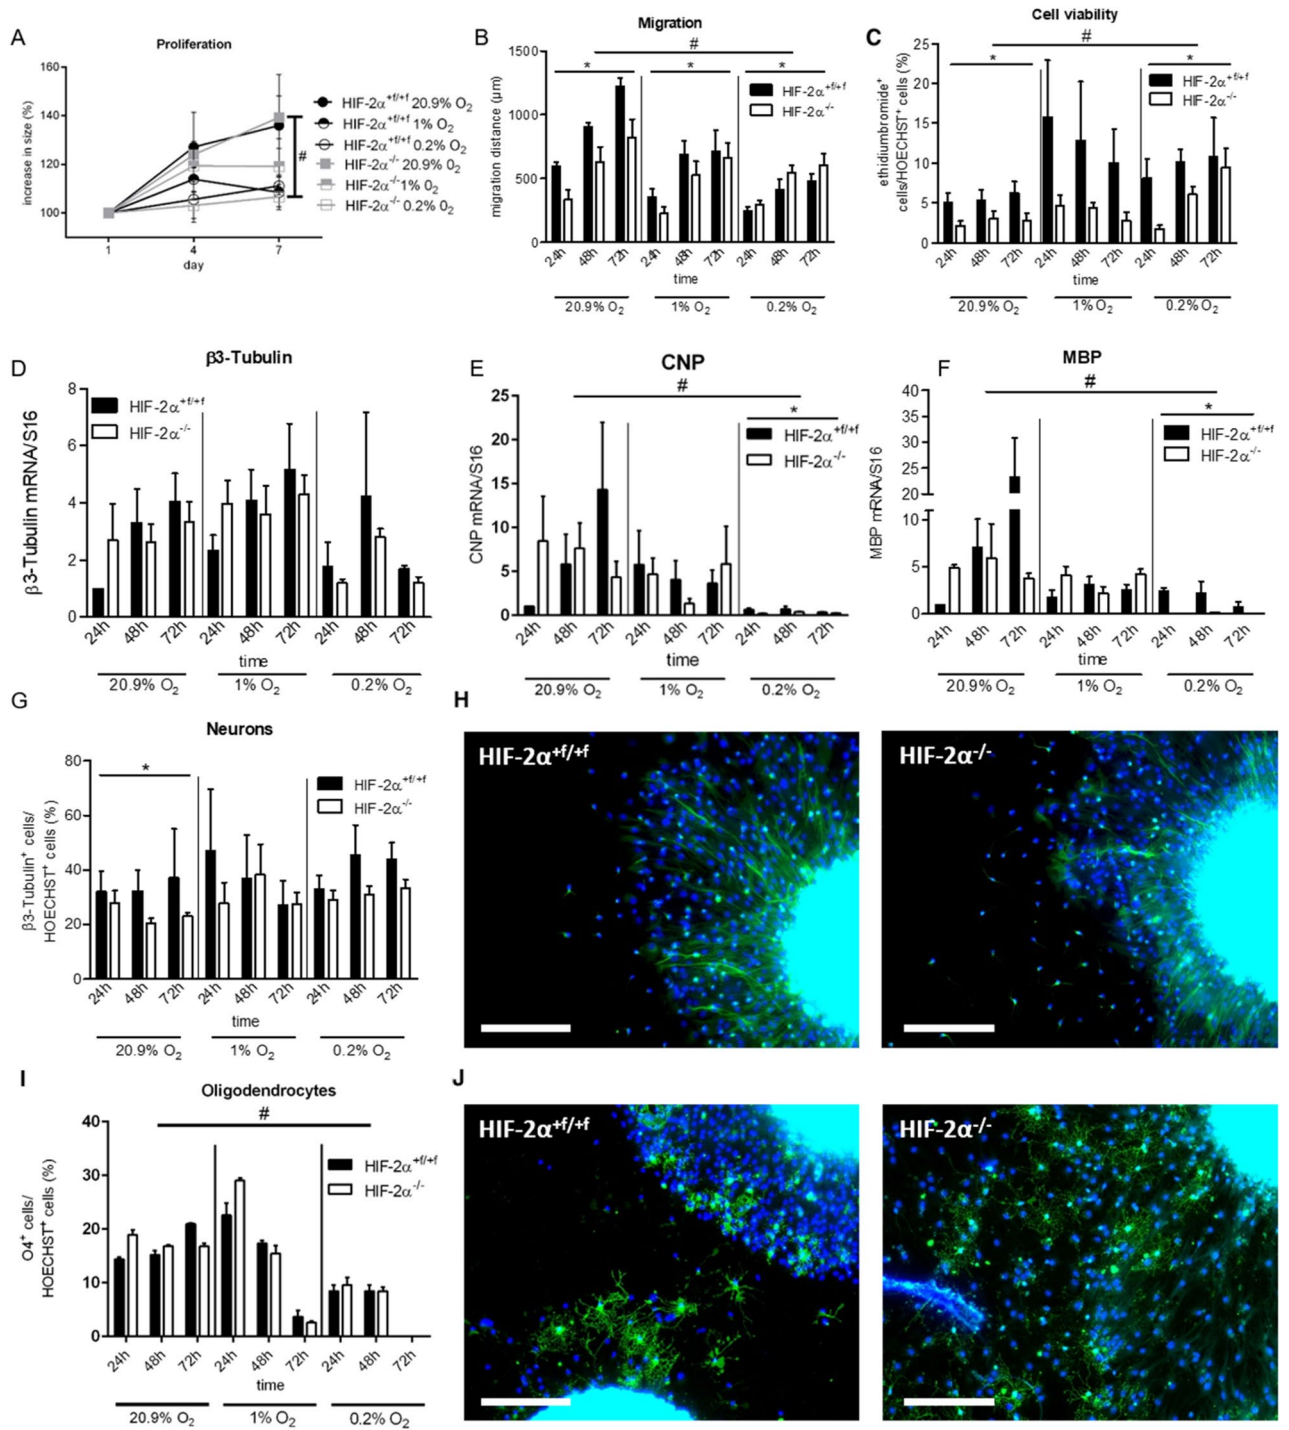 A
Proliferation
160
140
120
100
increase in size (%)
1
4
7
day
HIF-2α+f/+f 20.9% O2
HIF-2α+f/+f 1% O2
HIF-2α+f/+f 0.2% O2
HIF-2α-/- 20.9% 02
HIF-2α-/- 1% 02
HIF-2α-/- 0.2% 02
#
B
Migration
#
* * *
1500
1000
500
0
migration distance (µm)
HIF-2α+f/+f
HIF-2α-/-
24h 48h 72h 24h 48h 72h 24h 48h 72h
time
20.9% O2 1% O2 0.2% O2
C
Cell viability
#
* *
25
20
15
10
5
0
ethidiumbromide+
cells/HOECHST+ cells (%)
HIF-2α+f/+f
HIF-2α-/-
24h 48h 72h 24h 48h 72h 24h 48h 72h
time
20.9% O2 1% O2 0.2% O2
D
β3-Tubulin
8
6
4
2
0
β3-Tubulin mRNA/S16
HIF-2α+f/+f
HIF-2α-/-
24h 48h 72h 24h 48h 72h 24h 48h 72h
time
20.9% O2 1% O2 0.2% O2
E
CNP
#
*
25
20
15
10
5
0
CNP mRNA/S16
HIF-2α+f/+f
HIF-2α-/-
24h 48h 72h 24h 48h 72h 24h 48h 72h
time
20.9% O2 1% O2 0.2% O2
F
MBP
#
*
40
35
30
25
20
10
5
0
MBP mRNA/S16
HIF-2α+f/+f
HIF-2α-/-
24h 48h 72h 24h 48h 72h 24h 48h 72h
time
20.9% O2 1% O2 0.2% O2
G
Neurons
*
80
60
40
20
0
β3-Tubulin+ cells/
HOECHST+ cells (%)
HIF-2α+f/+f
HIF-2α-/-
24h 48h 72h 24h 48h 72h 24h 48h 72h
time
20.9% O2 1% O2 0.2% O2
H
HIF-2α+f/+f
HIF-2α-/-
I
Oligodendrocytes
#
40
30
20
10
0
O4+ cells/
HOECHST+ cells (%)
HIF-2α+f/+f
HIF-2α-/-
24h 48h 72h 24h 48h 72h 24h 48h 72h
time
20.9% O2 1% O2 0.2% O2
J
HIF-2α+f/+f
HIF-2α-/-